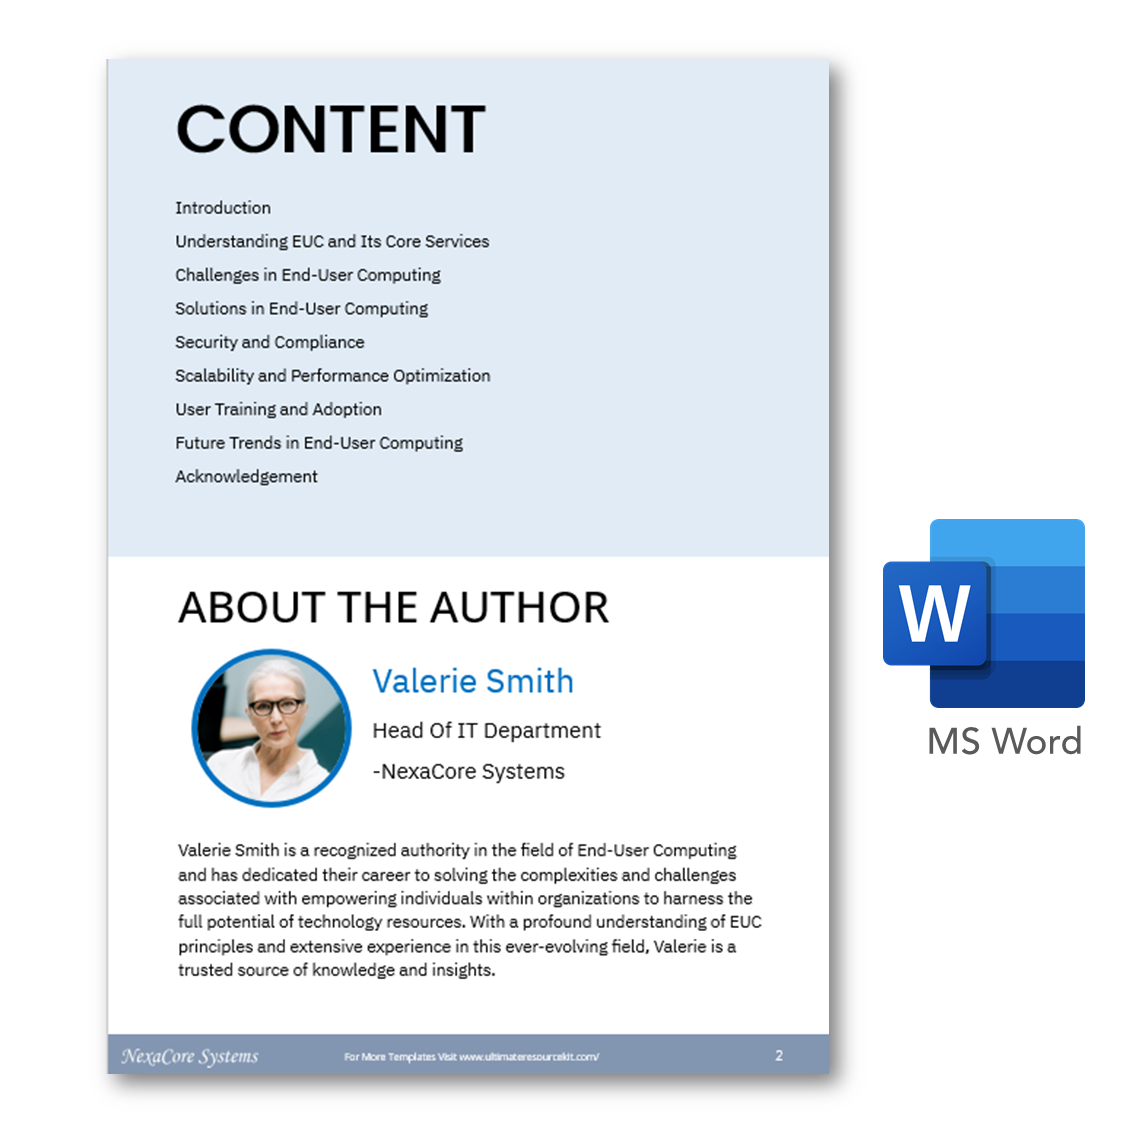 CONTENT
Introduction
Understanding EUC and Its Core Services
Challenges in End-User Computing
Solutions in End-User Computing
Security and Compliance
Scalability and Performance Optimization
User Training and Adoption
Future Trends in End-User Computing
Acknowledgement
ABOUT THE AUTHOR
Valerie Smith
Head Of IT Department
-NexaCore Systems
Valerie Smith is a recognized authority in the field of End-User Computing
and has dedicated their career to solving the complexities and challenges
associated with empowering individuals within organizations to harness the
full potential of technology resources. With a profound understanding of EUC
principles and extensive experience in this ever-evolving field, Valerie is a
trusted source of knowledge and insights.
NexaCore Systems
For More Templates Visit www.ultimateresourcekit.com/
2
W
MS Word